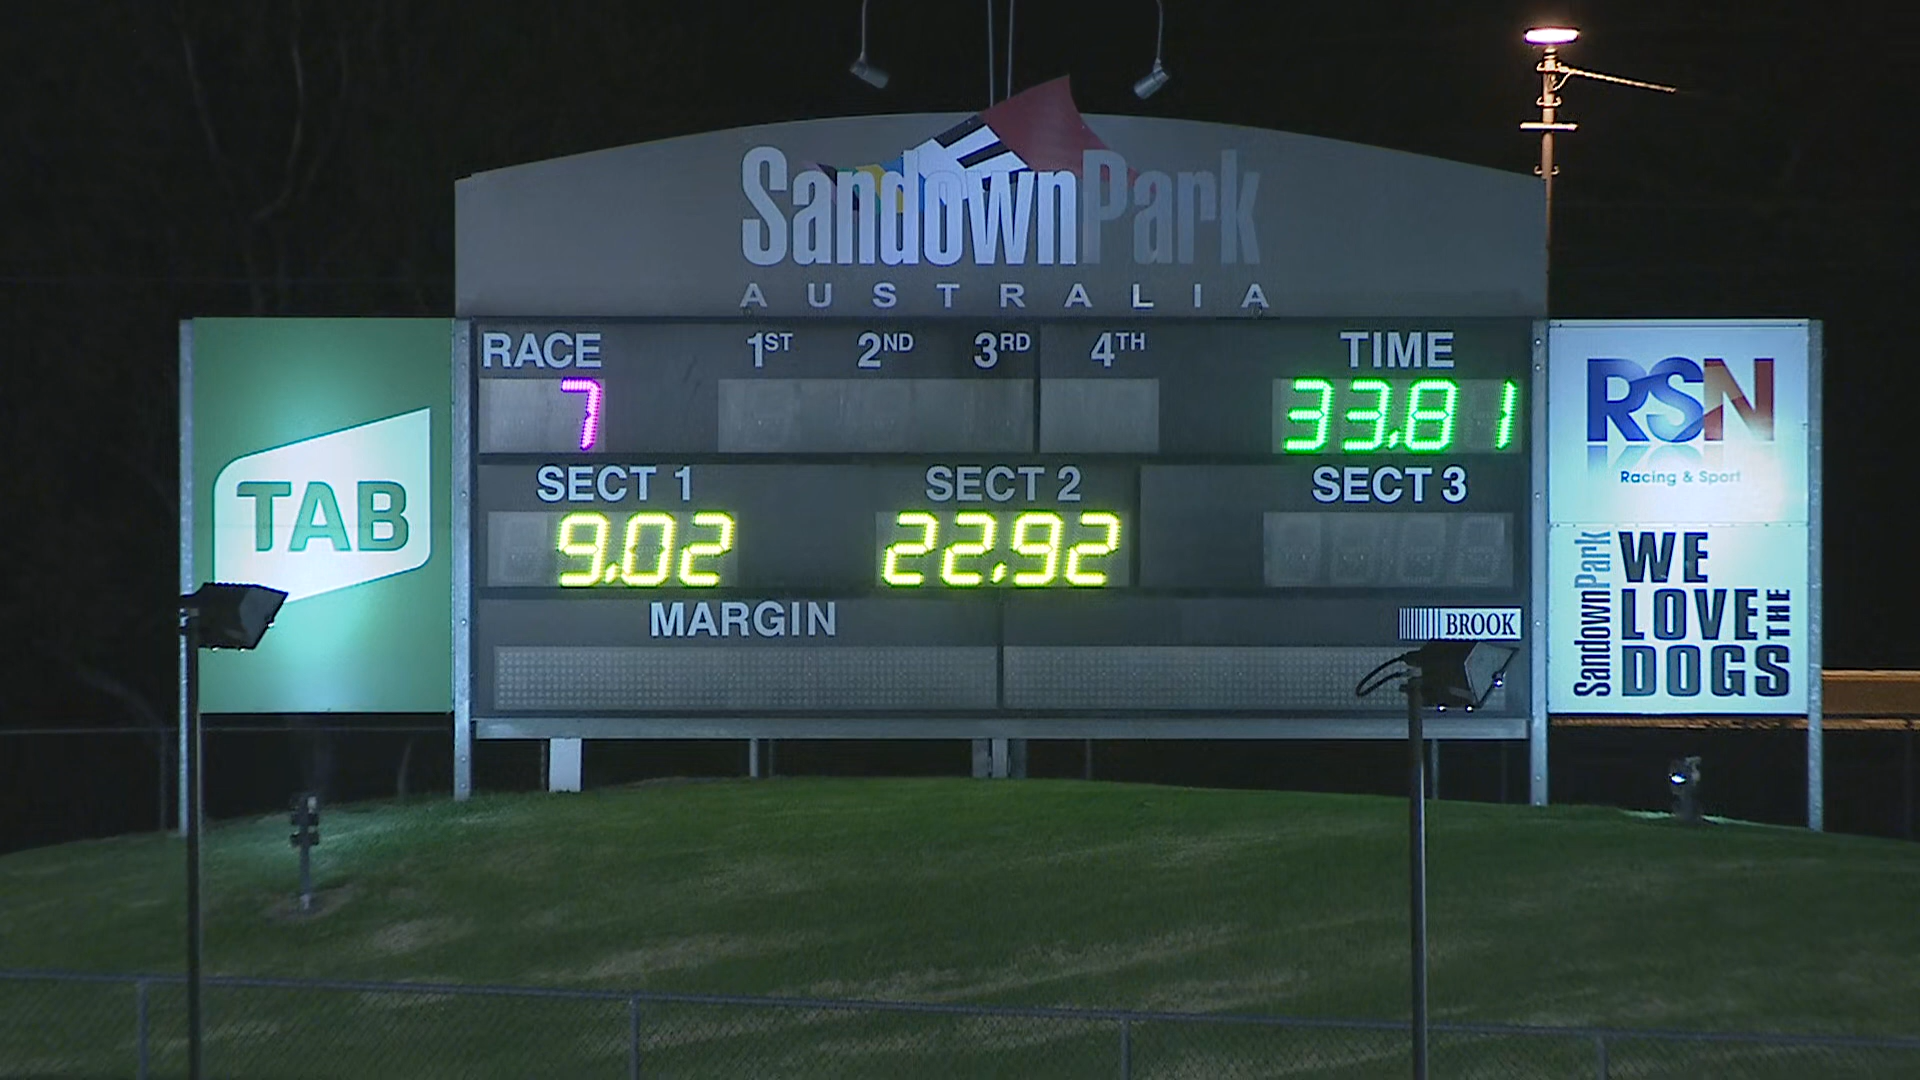 SandownPark
AUSTRALIA
RACE 1ST 2ND 3RD 4TH TIME
7 33.81
SECT 1 SECT 2 SECT 3
9.02 22.92
MARGIN
BROOK
TAB
RSN
Racing & Sport
SandownPark
WE
LOVE THE
DOGS